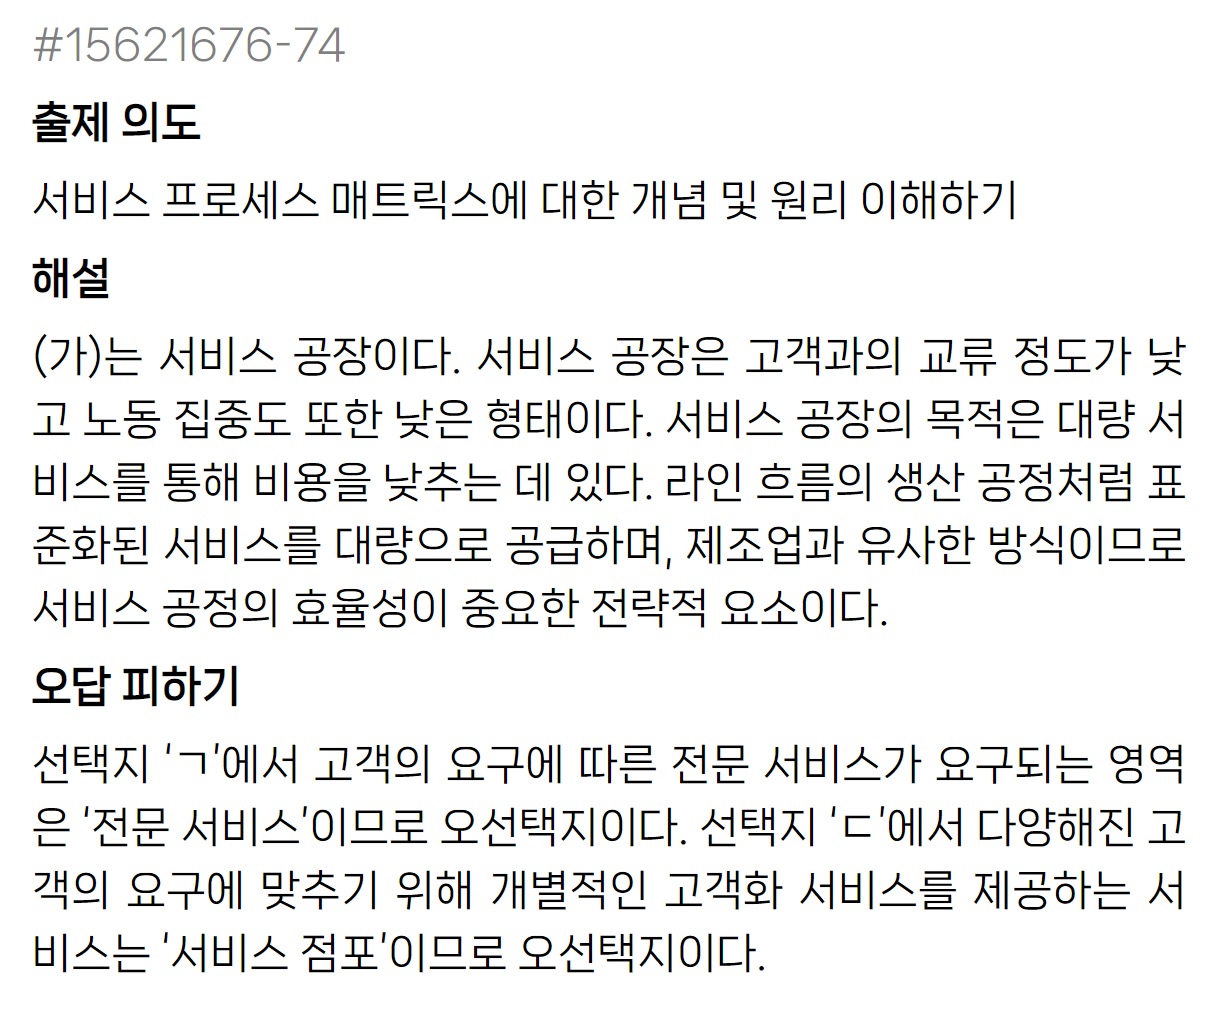 #15621676-74
출제 의도
서비스 프로세스 매트릭스에 대한 개념 및 원리 이해하기
해설
(가)는 서비스 공장이다. 서비스 공장은 고객과의 교류 정도가 낮
고 노동 집중도 또한 낮은 형태이다. 서비스 공장의 목적은 대량 서
비스를 통해 비용을 낮추는 데 있다. 라인 흐름의 생산 공정처럼 표
준화된 서비스를 대량으로 공급하며, 제조업과 유사한 방식이므로
서비스 공정의 효율성이 중요한 전략적 요소이다.
오답 피하기
선택지 ‘ㄱ’에서 고객의 요구에 따른 전문 서비스가 요구되는 영역
은 ‘전문 서비스’이므로 오선택지이다. 선택지 ‘ㄷ’에서 다양해진 고
객의 요구에 맞추기 위해 개별적인 고객화 서비스를 제공하는 서
비스는 ‘서비스 점포’이므로 오선택지이다.